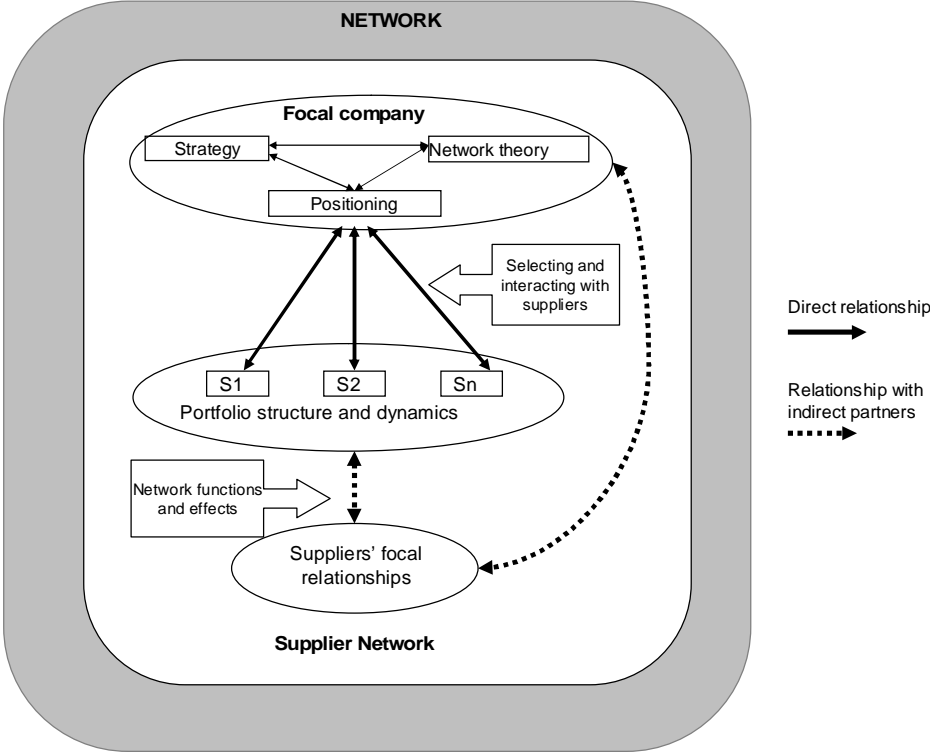 NETWORK
Focal company
Strategy
Network theory
Positioning
Selecting and
interacting with
suppliers
S1
S2
Sn
Portfolio structure and dynamics
Network functions
and effects
Suppliers’ focal
relationships
Supplier Network
Direct relationship
Relationship with
indirect partners